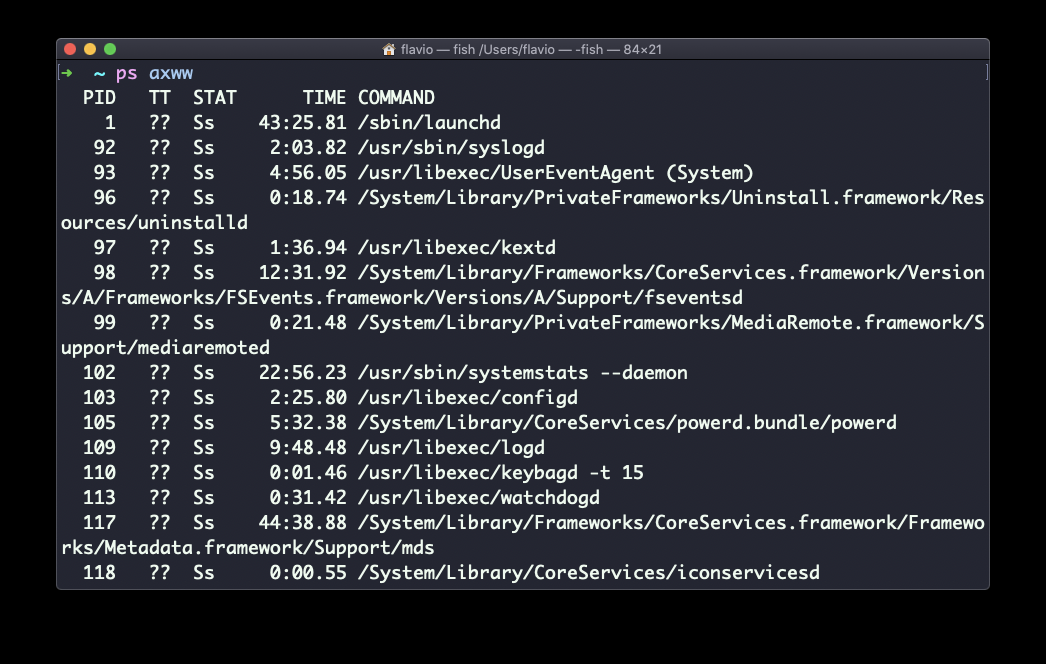 flavio — fish /Users/flavio — -fish — 84×21
➜  ~ ps axww
  PID   TT  STAT      TIME COMMAND
    1   ??  Ss    43:25.81 /sbin/launchd
   92   ??  Ss     2:03.82 /usr/sbin/syslogd
   93   ??  Ss     4:56.05 /usr/libexec/UserEventAgent (System)
   96   ??  Ss     0:18.74 /System/Library/PrivateFrameworks/Uninstall.framework/Res
ources/uninstalld
   97   ??  Ss     1:36.94 /usr/libexec/kextd
   98   ??  Ss    12:31.92 /System/Library/Frameworks/CoreServices.framework/Version
s/A/Frameworks/FSEvents.framework/Versions/A/Support/fseventsd
   99   ??  Ss     0:21.48 /System/Library/PrivateFrameworks/MediaRemote.framework/S
upport/mediaremoted
  102   ??  Ss    22:56.23 /usr/sbin/systemstats --daemon
  103   ??  Ss     2:25.80 /usr/libexec/configd
  105   ??  Ss     5:32.38 /System/Library/CoreServices/powerd.bundle/powerd
  109   ??  Ss     9:48.48 /usr/libexec/logd
  110   ??  Ss     0:01.46 /usr/libexec/keybagd -t 15
  113   ??  Ss     0:31.42 /usr/libexec/watchdogd
  117   ??  Ss    44:38.88 /System/Library/Frameworks/CoreServices.framework/Framewo
rks/Metadata.framework/Support/mds
  118   ??  Ss     0:00.55 /System/Library/CoreServices/iconservicesd